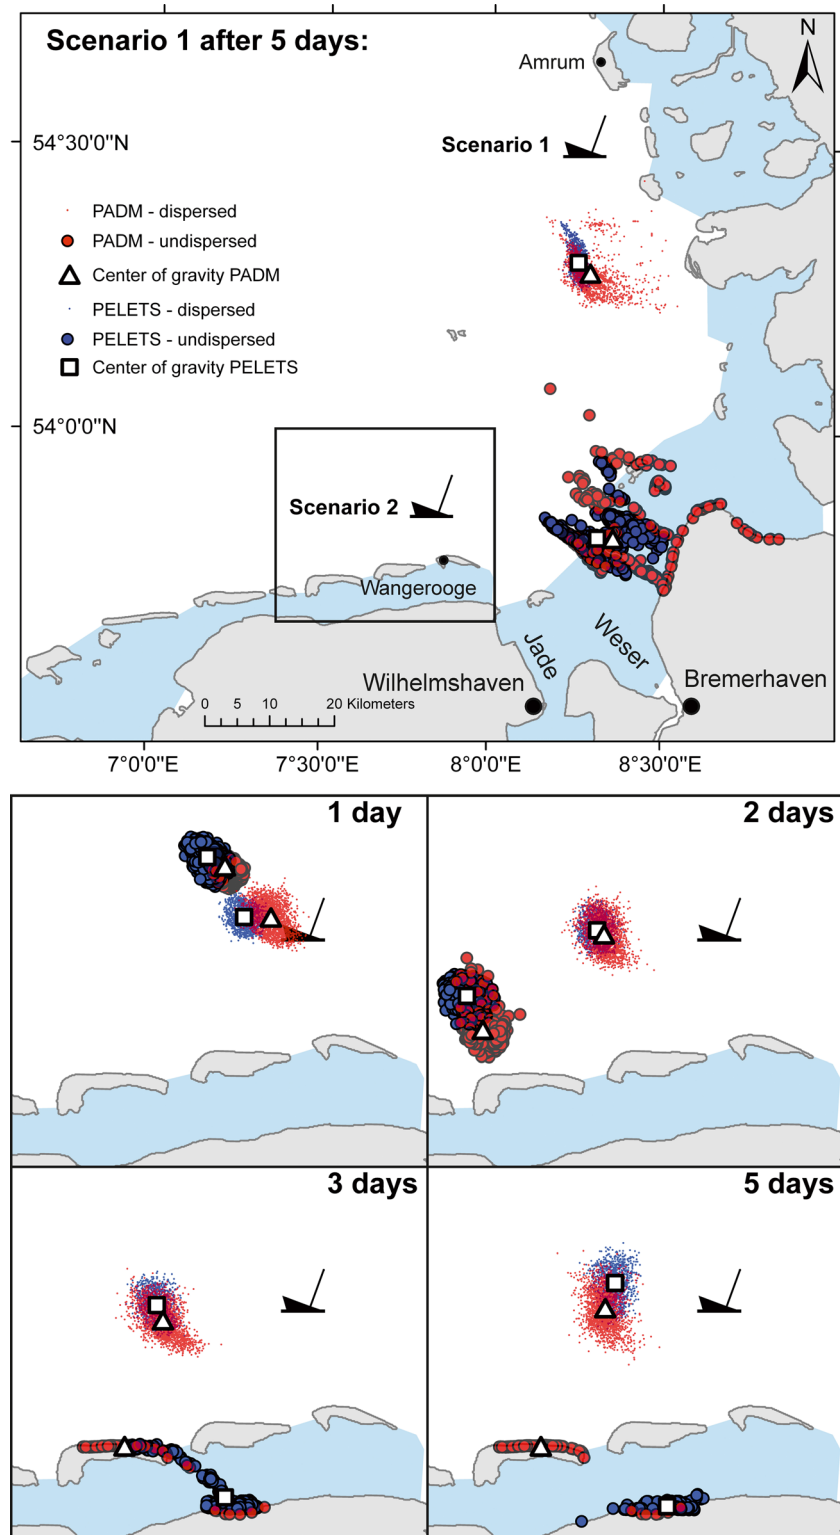 Scenario 1 after 5 days:
N
Amrum
54°30'0"N
Scenario 1
PADM - dispersed
PADM - undispersed
Center of gravity PADM
PELETS - dispersed
PELETS - undispersed
Center of gravity PELETS
54°0'0"N
Scenario 2
Wangerooge
Jade
Weser
Wilhelmshaven
Bremerhaven
0 5 10 20 Kilometers
7°0'0"E 7°30'0"E 8°00'0"E 8°30'0"E
1 day
2 days
3 days
5 days